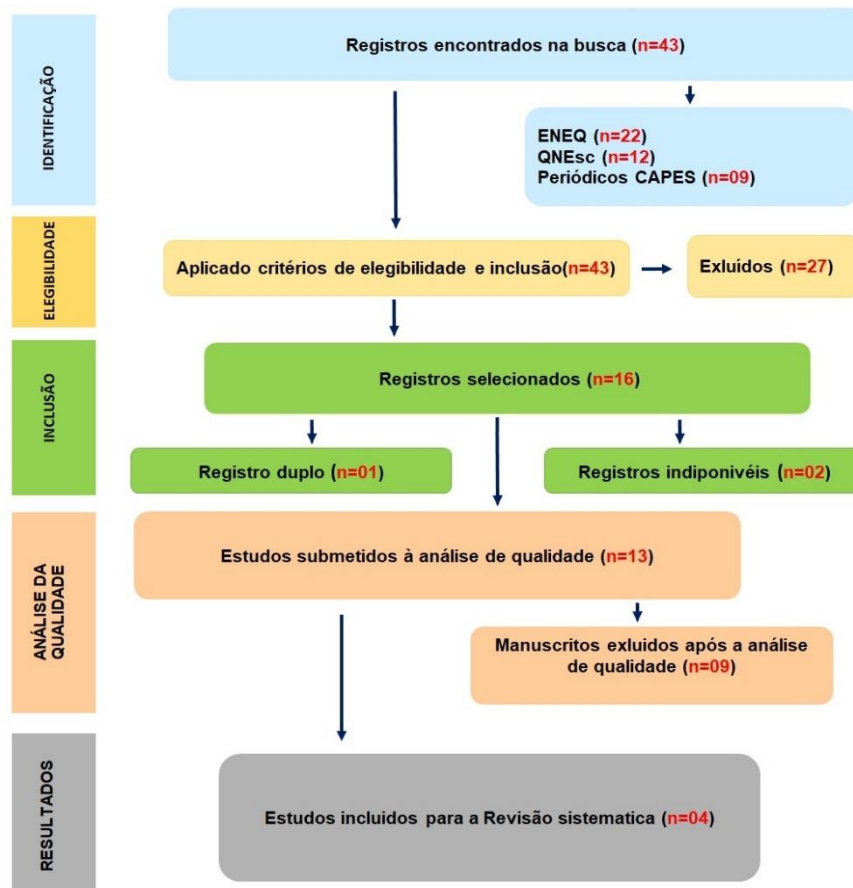 IDENTIFICAÇÃO
Registros encontrados na busca (n=43)
ENEQ (n=22)
QNEsc (n=12)
Periódicos CAPES (n=09)
ELEGIBILIDADE
Aplicado critérios de elegibilidade e inclusão(n=43)
Exluídos (n=27)
INCLUSÃO
Registros selecionados (n=16)
Registro duplo (n=01)
Registros indiponivéis (n=02)
ANÁLISE DA
QUALIDADE
Estudos submetidos à análise de qualidade (n=13)
Manuscritos exluidos após a análise
de qualidade (n=09)
RESULTADOS
Estudos incluidos para a Revisão sistematica (n=04)